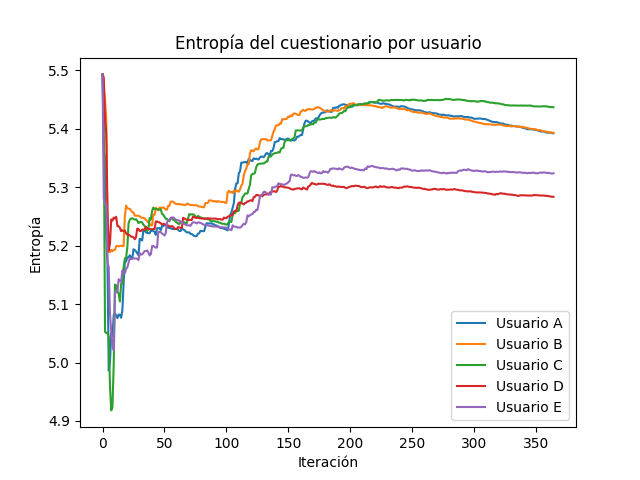 Entropía del cuestionario por usuario
Entropía
5.5
5.4
5.3
5.2
5.1
5.0
4.9
0 50 100 150 200 250 300 350
Iteración
Usuario A
Usuario B
Usuario C
Usuario D
Usuario E